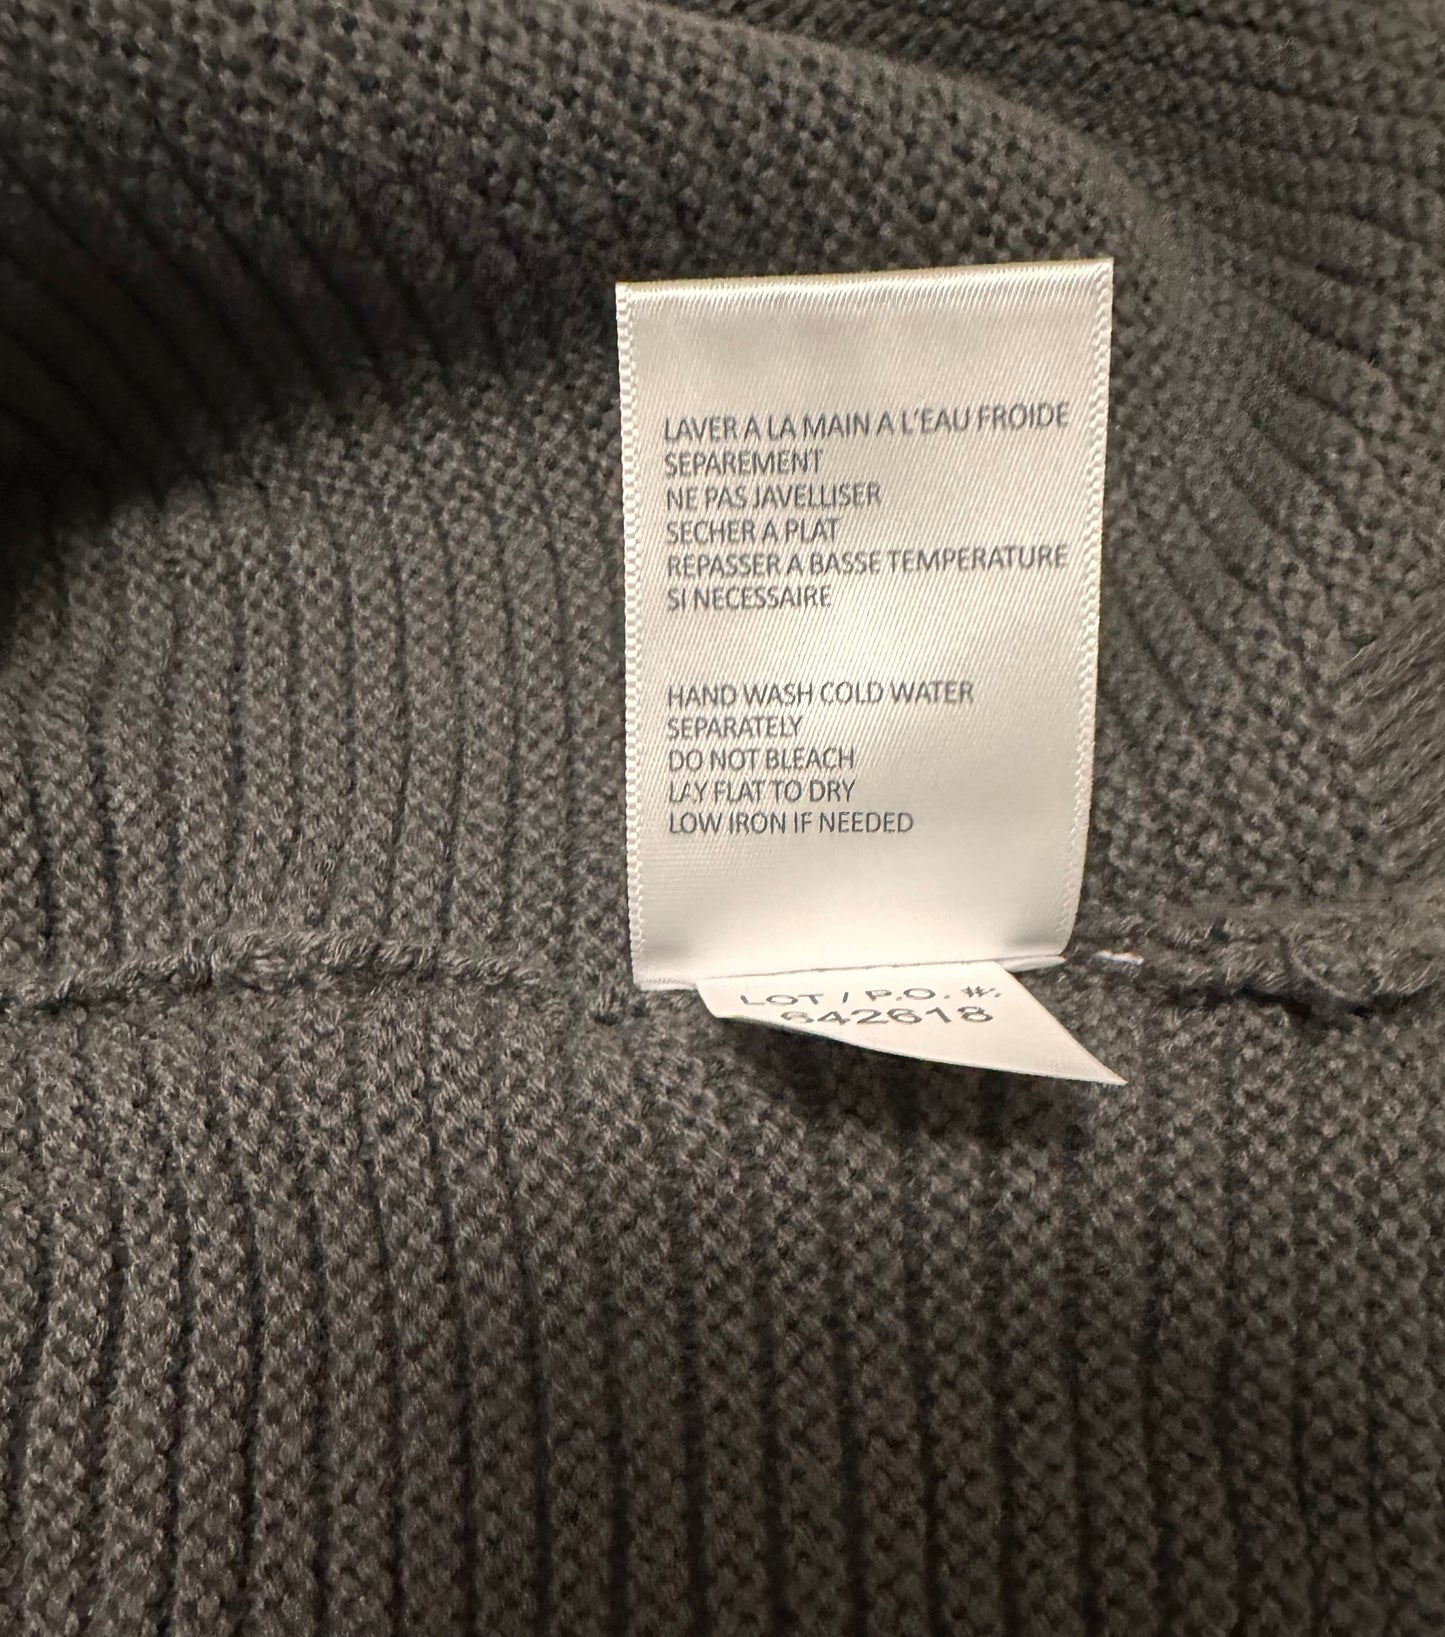 LAVER A LA MAIN A L'EAU FROIDE
SEPAREMENT
NE PAS JAVELLISER
SECHER A PLAT
REPASSER A BASSE TEMPERATURE
SI NECESSAIRE
HAND WASH COLD WATER
SEPARATELY
DO NOT BLEACH
LAY FLAT TO DRY
LOW IRON IF NEEDED
LOT / P.O. #:
642618